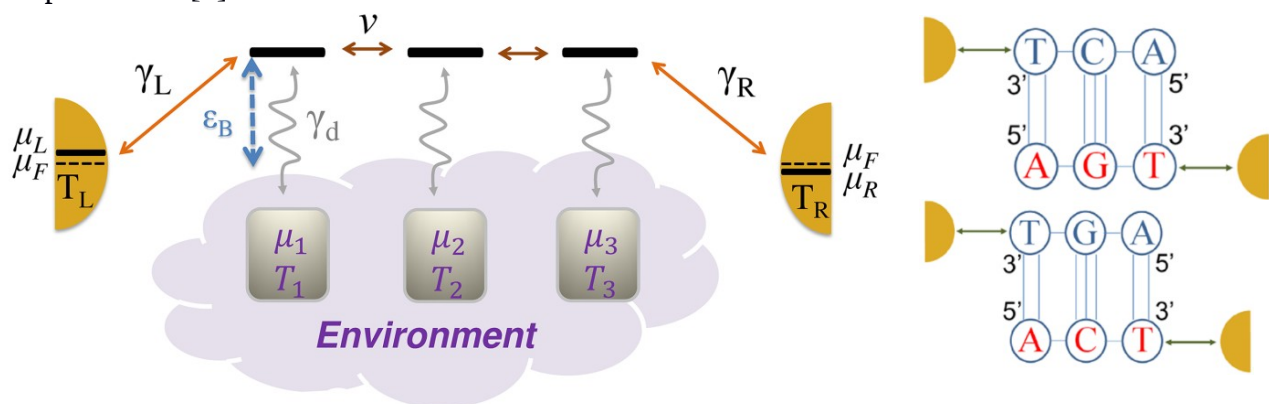 ν
γL
γR
εB
γd
μL
μF
TL
μF
μR
TR
μ1
T1
μ2
T2
μ3
T3
Environment
T C A
3’ 5’
5’ 3’
A G T
T G A
3’ 5’
5’ 3’
A C T